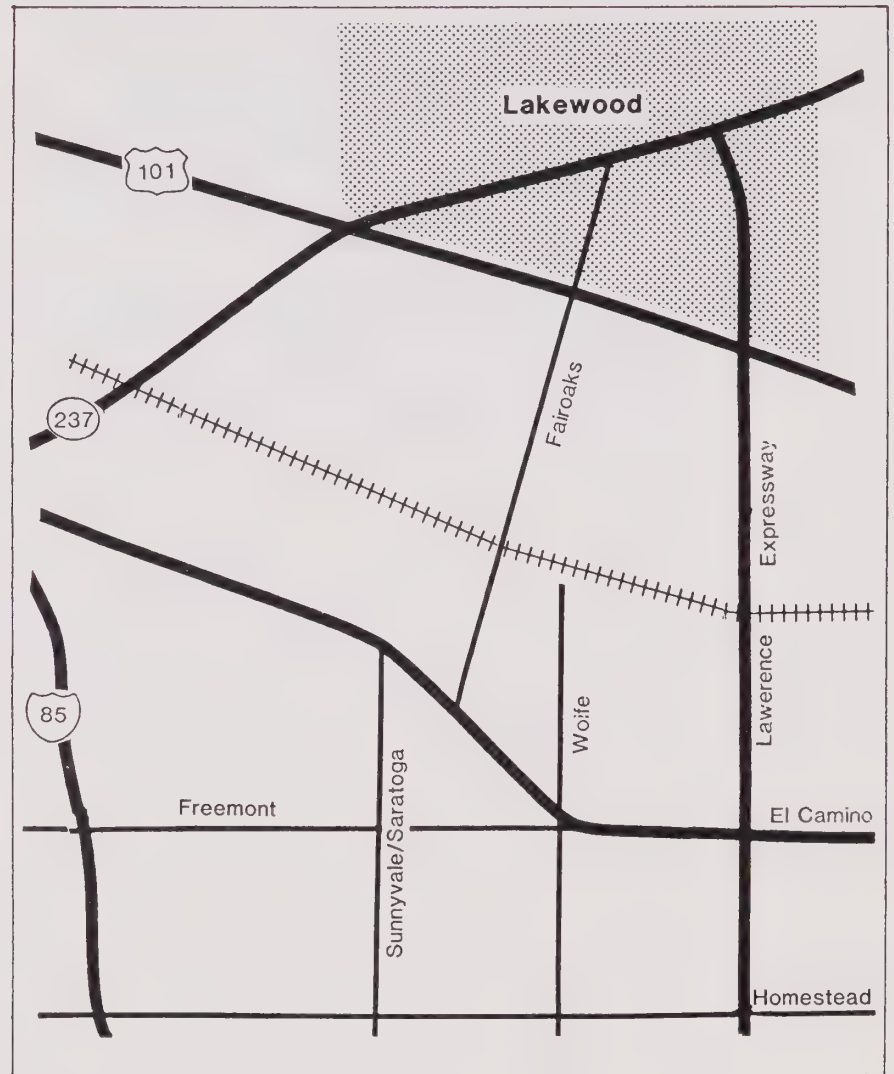 Lakewood
101
Fairoaks
237
Expressway
Lawerence
85
Wolfe
Freemont
Sunnyvale/Saratoga
El Camino
Homestead